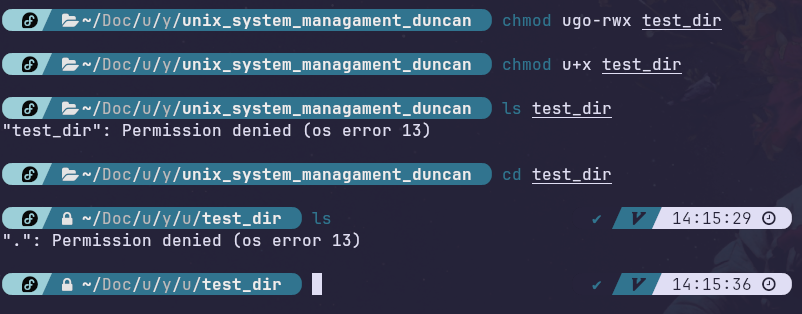 ~/Doc/u/y/unix_system_managament_duncan chmod ugo-rwx test_dir
~/Doc/u/y/unix_system_managament_duncan chmod u+x test_dir
~/Doc/u/y/unix_system_managament_duncan ls test_dir
"test_dir": Permission denied (os error 13)
~/Doc/u/y/unix_system_managament_duncan cd test_dir
~/Doc/u/y/u/test_dir ls ✔ 14:15:29
".": Permission denied (os error 13)
~/Doc/u/y/u/test_dir ✔ 14:15:36